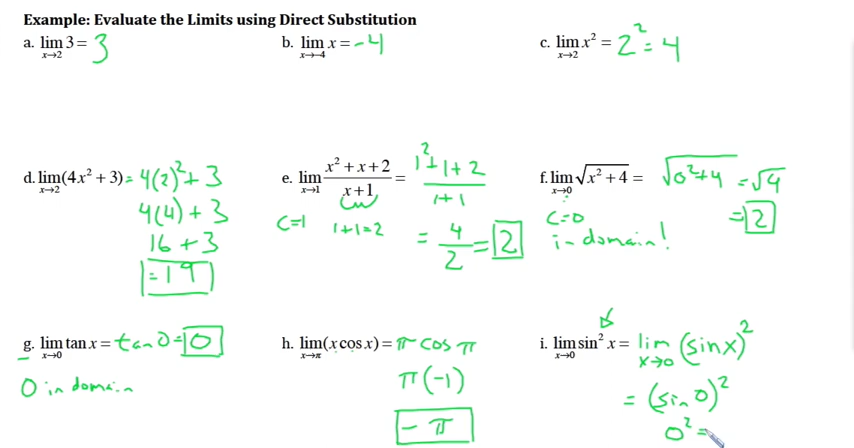 Example: Evaluate the Limits using Direct Substitution
a. lim x→2 3 = 3
b. lim x→-4 x = -4
c. lim x→2 x² = 2² = 4
d. lim x→2 (4x² + 3) = 4(2)² + 3
4(4) + 3
16 + 3
= 19
e. lim x→1 (x² + x + 2)/(x + 1) = (1² + 1 + 2)/(1 + 1)
c=1 1+1=2
= 4/2 = 2
f. lim x→0 √(x² + 4) = √(0² + 4) = √4
= 2
c=0
in domain!
g. lim x→0 tan x = tan 0 = 0
0 in domain
h. lim x→π (x cos x) = π cos π
π(-1)
-π
i. lim x→0 sin² x = lim x→0 (sin x)²
= (sin 0)²
0² =